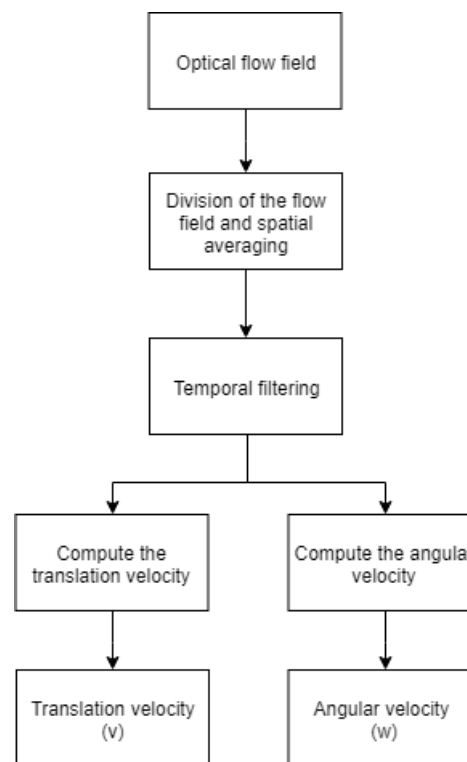 Optical flow field
Division of the flow
field and spatial
averaging
Temporal filtering
Compute the
translation velocity
Compute the angular
velocity
Translation velocity
(v)
Angular velocity
(w)